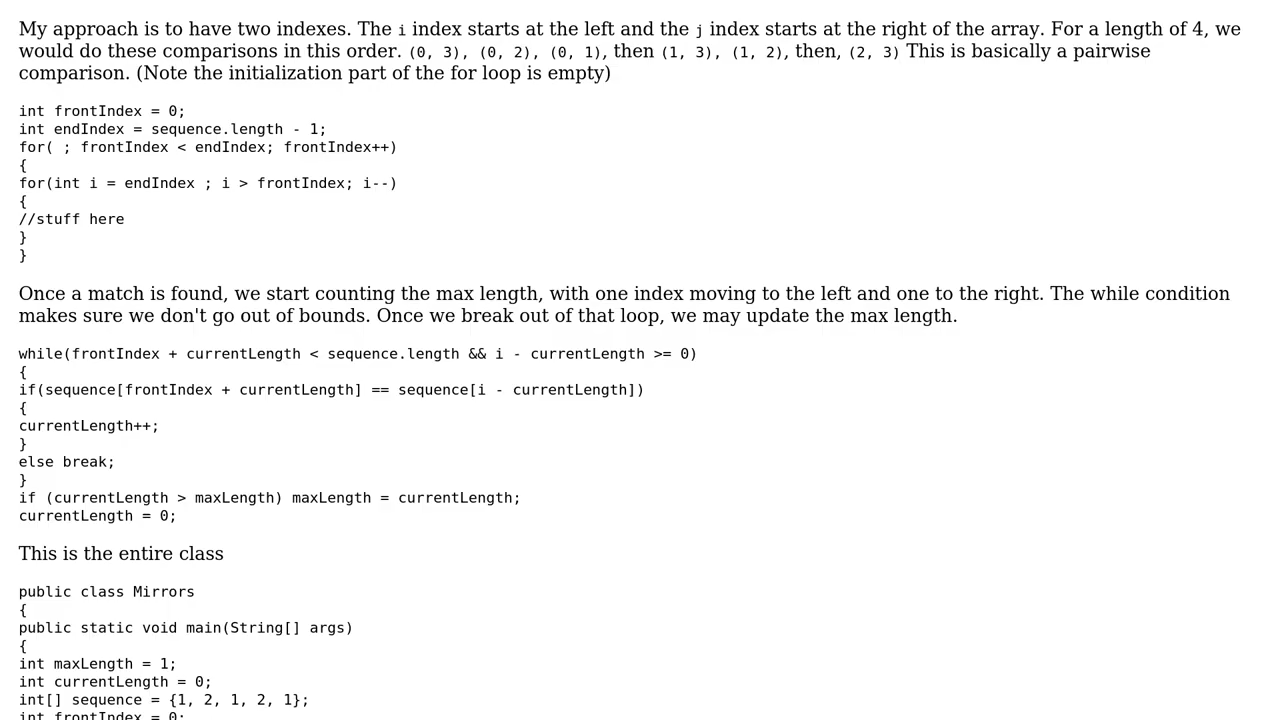 My approach is to have two indexes. The i index starts at the left and the j index starts at the right of the array. For a length of 4, we
would do these comparisons in this order. (0, 3), (0, 2), (0, 1), then (1, 3), (1, 2), then, (2, 3) This is basically a pairwise
comparison. (Note the initialization part of the for loop is empty)
int frontIndex = 0;
int endIndex = sequence.length - 1;
for( ; frontIndex < endIndex; frontIndex++)
{
for(int i = endIndex ; i > frontIndex; i--)
{
//stuff here
}
}
Once a match is found, we start counting the max length, with one index moving to the left and one to the right. The while condition
makes sure we don't go out of bounds. Once we break out of that loop, we may update the max length.
while(frontIndex + currentLength < sequence.length && i - currentLength >= 0)
{
if(sequence[frontIndex + currentLength] == sequence[i - currentLength])
{
currentLength++;
}
else break;
}
if (currentLength > maxLength) maxLength = currentLength;
currentLength = 0;
This is the entire class
public class Mirrors
{
public static void main(String[] args)
{
int maxLength = 1;
int currentLength = 0;
int[] sequence = {1, 2, 1, 2, 1};
int frontIndex = 0;